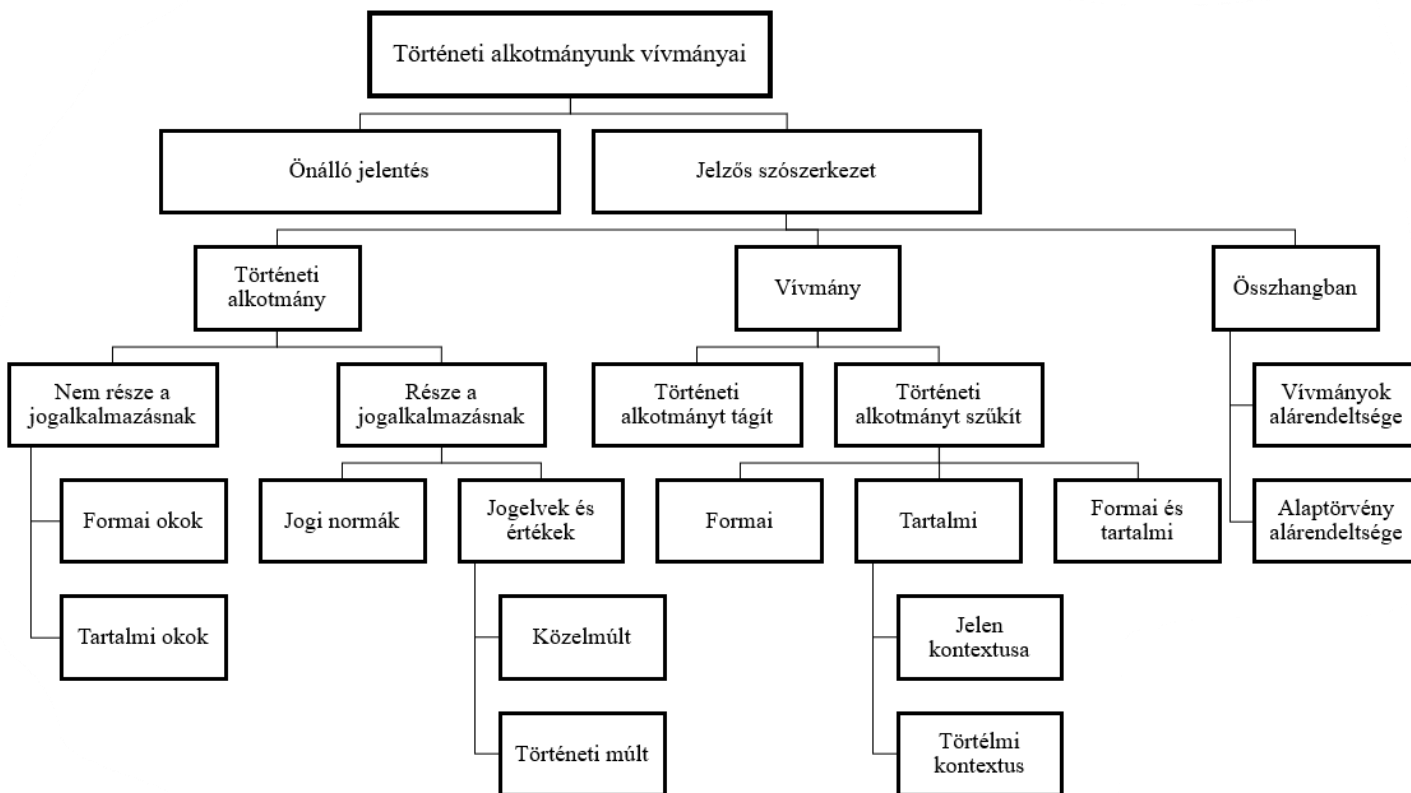 Történeti alkotmányunk vívmányai
Önálló jelentés
Jelzős szószerkezet
Történeti
alkotmány
Vívmány
Összhangban
Nem része a
jogalkalmazásnak
Része a
jogalkalmazásnak
Történeti
alkotmányt tágít
Történeti
alkotmányt szűkít
Vívmányok
alárendeltsége
Formai okok
Jogi normák
Jogelvek és
értékek
Formai
Tartalmi
Formai és
tartalmi
Alaptörvény
alárendeltsége
Tartalmi okok
Közelmúlt
Jelen
kontextusa
Történeti múlt
Törtélmi
kontextus